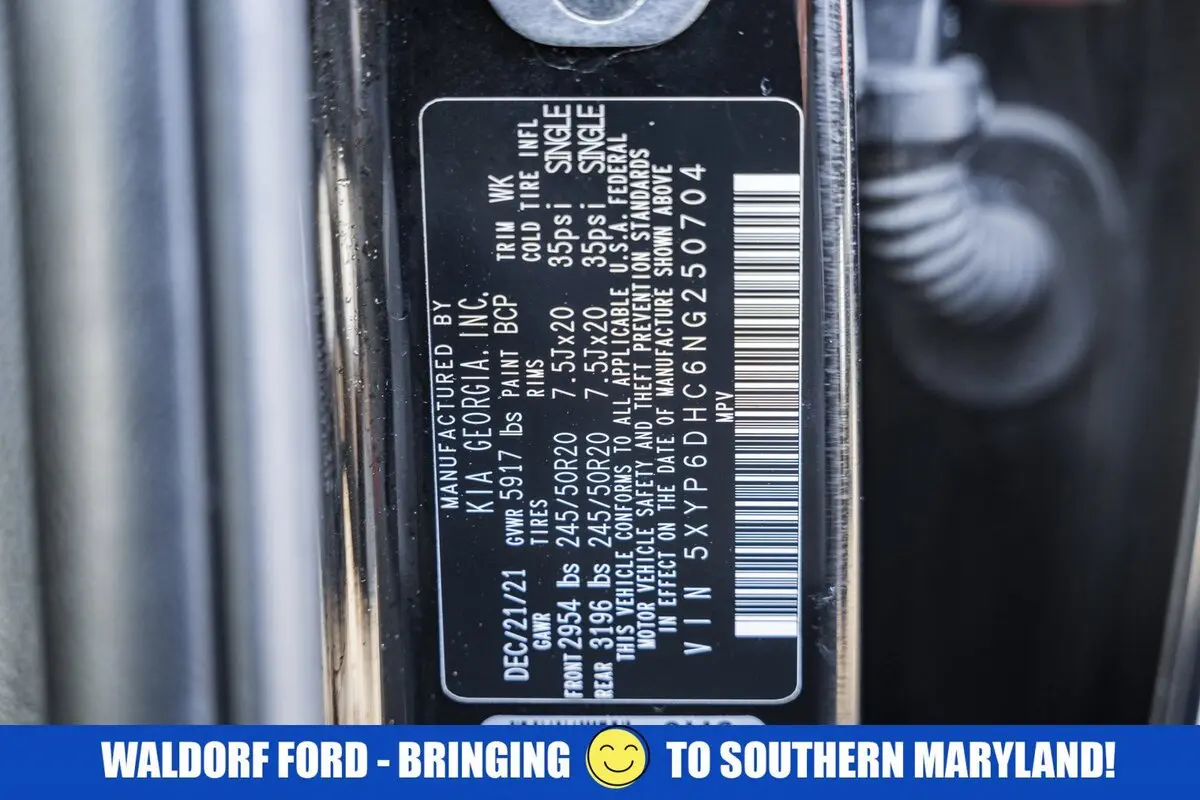 MANUFACTURED BY
KIA GEORGIA, INC.
DEC/21/21 GVWR 5917 lbs PAINT BCP TRIM WK
GAWR TIRES RIMS COLD TIRE INFL
FRONT 2954 lbs 245/50R20 7.5Jx20 35psi SINGLE
REAR 3196 lbs 245/50R20 7.5Jx20 35psi SINGLE
THIS VEHICLE CONFORMS TO ALL APPLICABLE U.S.A. FEDERAL
MOTOR VEHICLE SAFETY AND THEFT PREVENTION STANDARDS
IN EFFECT ON THE DATE OF MANUFACTURE SHOWN ABOVE
VIN 5XYP6DHC6NG250704
MPV
WALDORF FORD - BRINGING TO SOUTHERN MARYLAND!